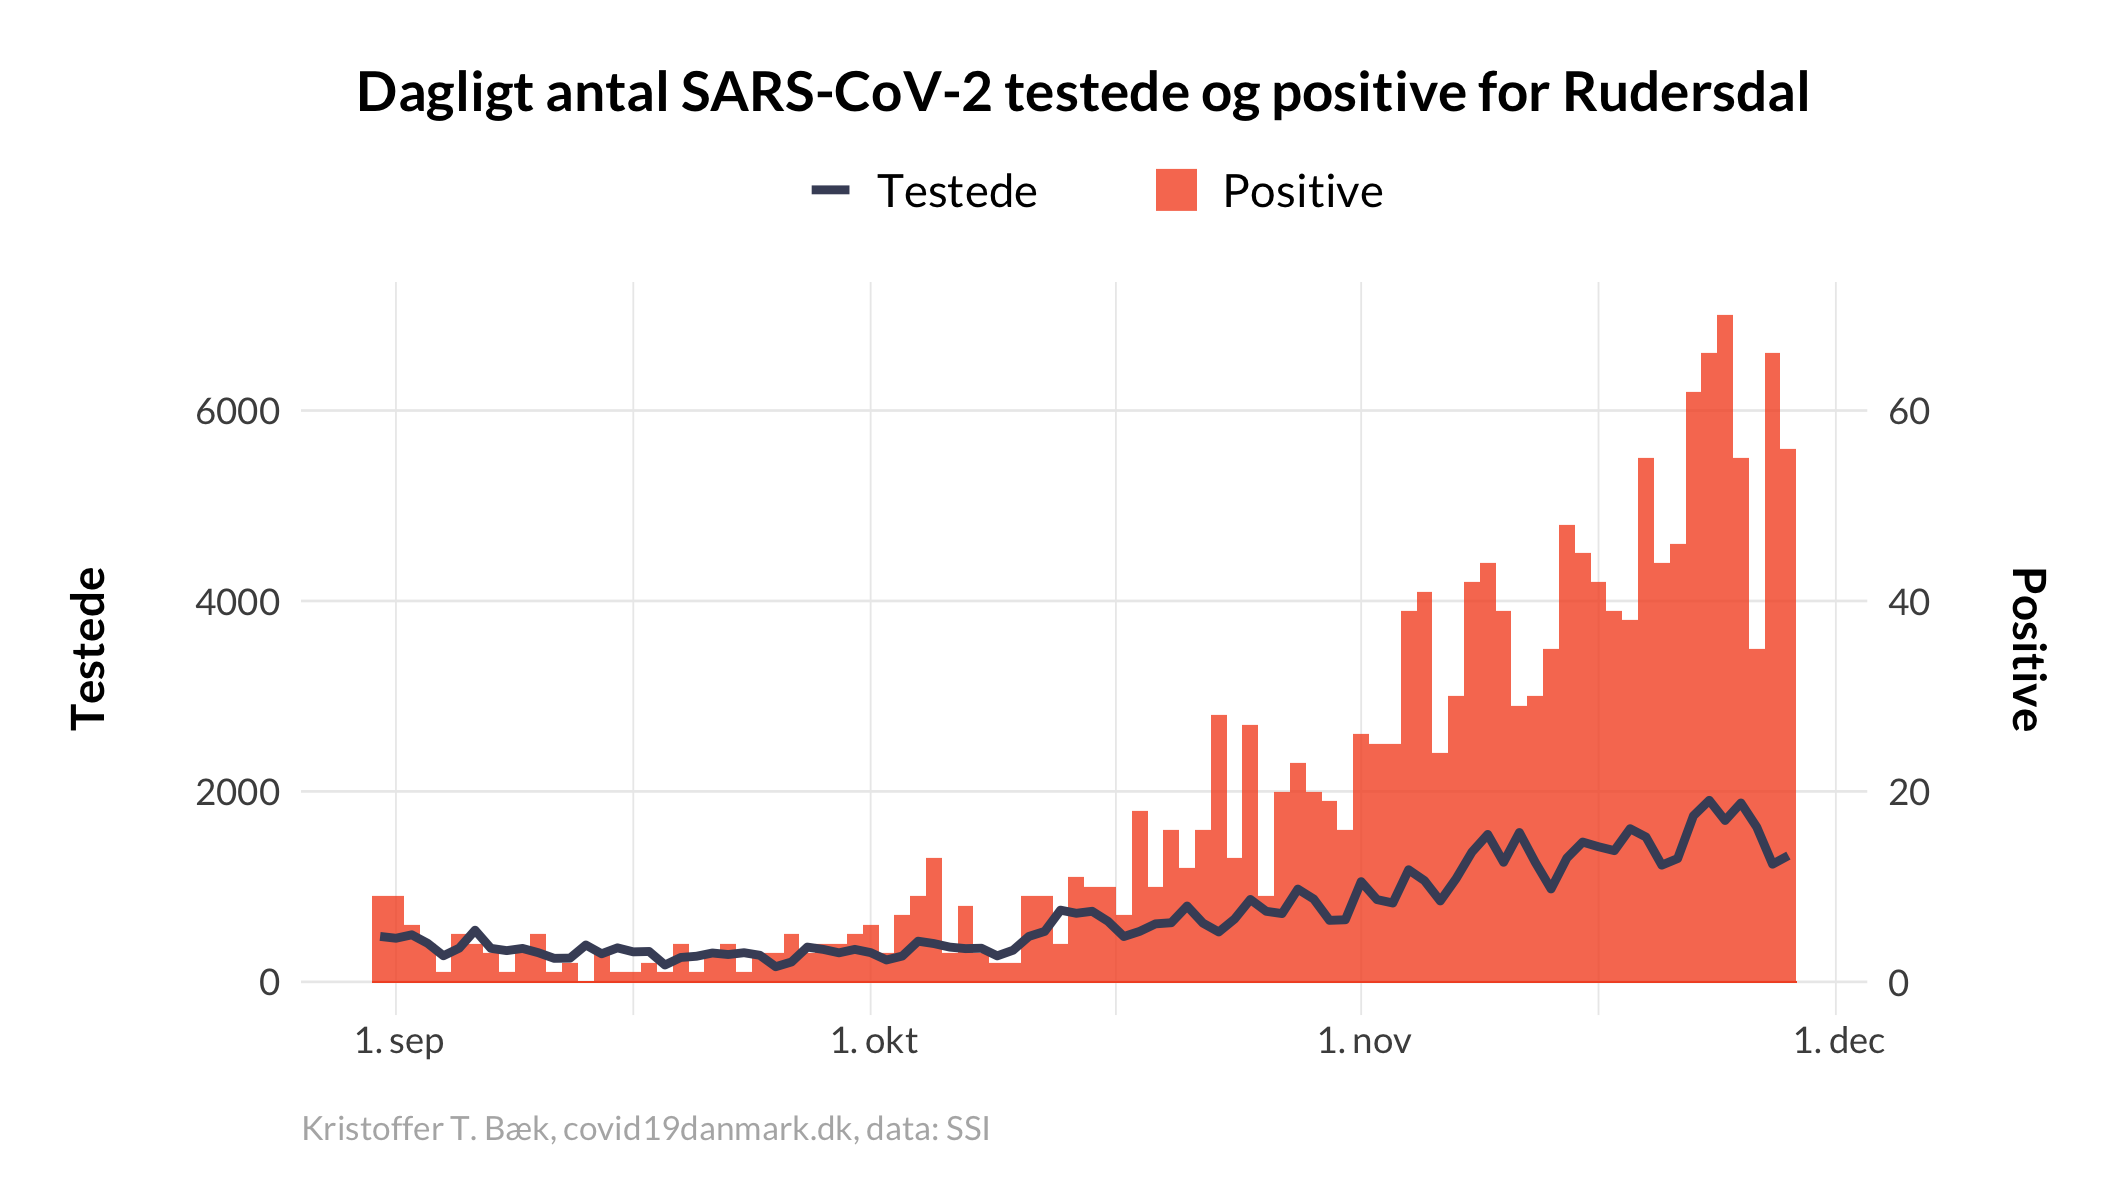 Dagligt antal SARS-CoV-2 testede og positive for Rudersdal
Testede
Positive
6000
4000
2000
0
60
40
20
0
Testede
Positive
1. sep
1. okt
1. nov
1. dec
Kristoffer T. Bæk, covid19danmark.dk, data: SSI